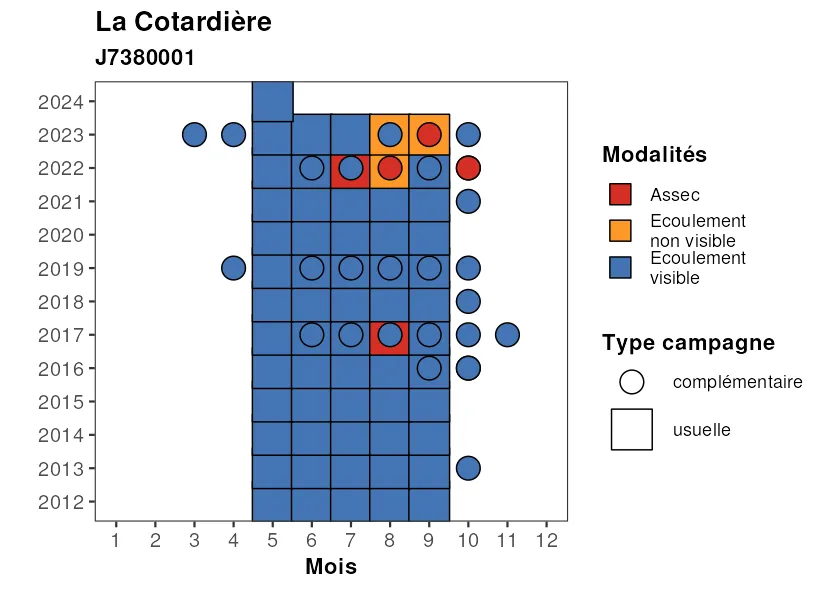 La Cotardière
J7380001
2024
2023
2022
2021
2020
2019
2018
2017
2016
2015
2014
2013
2012
1 2 3 4 5 6 7 8 9 10 11 12
Mois
Modalités
Assec
Ecoulement
non visible
Ecoulement
visible
Type campagne
complémentaire
usuelle